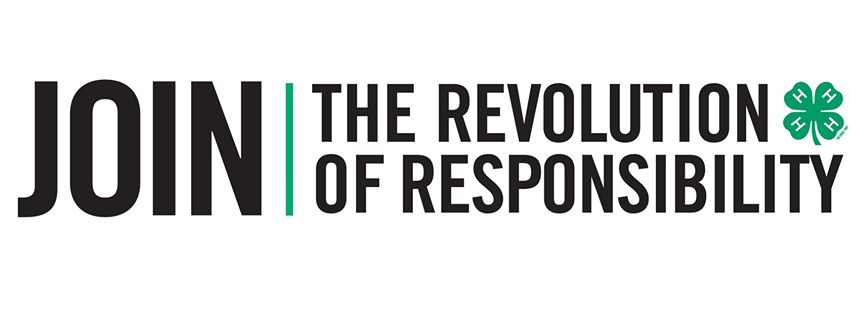 JOIN
THE REVOLUTION
OF RESPONSIBILITY
H H
H H